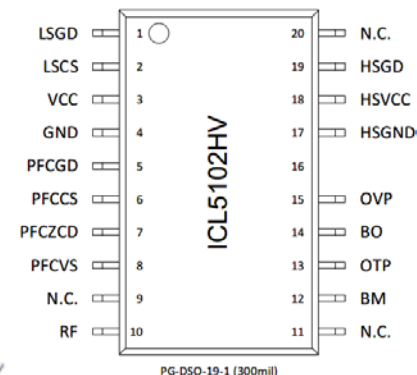 LSGD 1 20 N.C.
LSCS 2 19 HSGD
VCC 3 18 HSVCC
GND 4 17 HSGND
PFCGD 5 16
PFCCS 6 15 OVP
PFCZCD 7 14 BO
PFCVS 8 13 OTP
N.C. 9 12 BM
RF 10 11 N.C.
ICL5102HV
PG-DSO-19-1 (300mil)